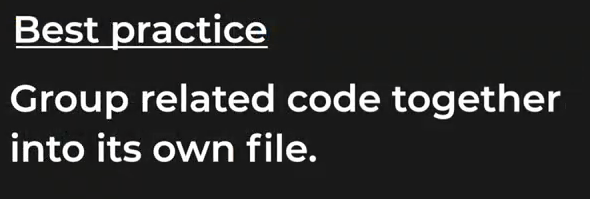 Best practice
Group related code together
into its own file.